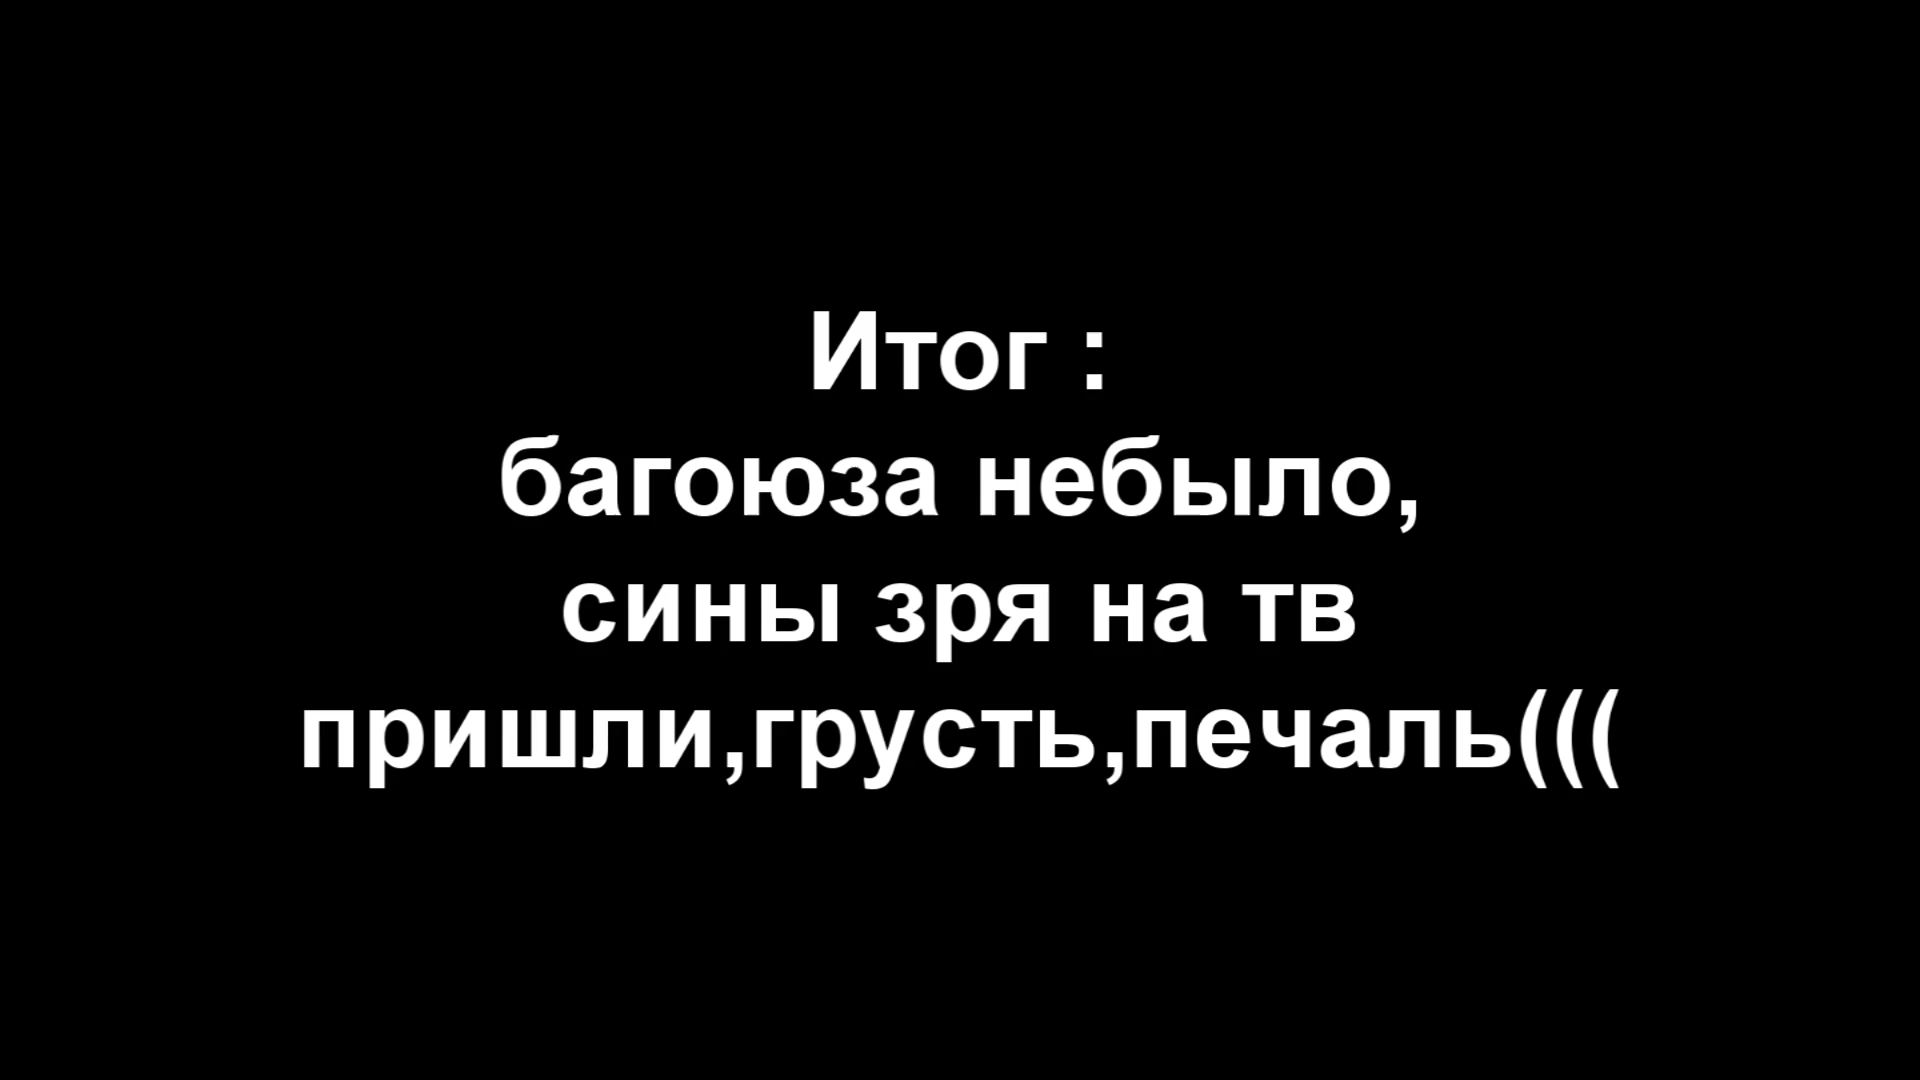 Итог :
багоюза небыло,
сины зря на тв
пришли,грусть,печаль(((